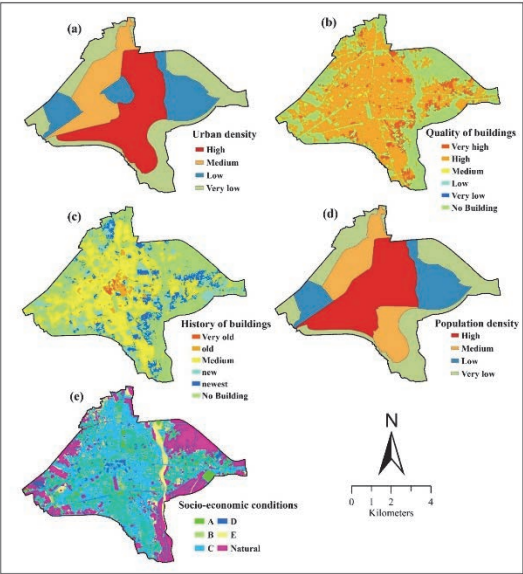 (a)
Urban density
High
Medium
Low
Very low
(b)
Quality of buildings
Very high
High
Medium
Low
Very low
No Building
(c)
History of buildings
Very old
old
Medium
new
newest
No Building
(d)
Population density
High
Medium
Low
Very low
(e)
Socio-economic conditions
A D
B E
C Natural
N
0 1 2 4
Kilometers